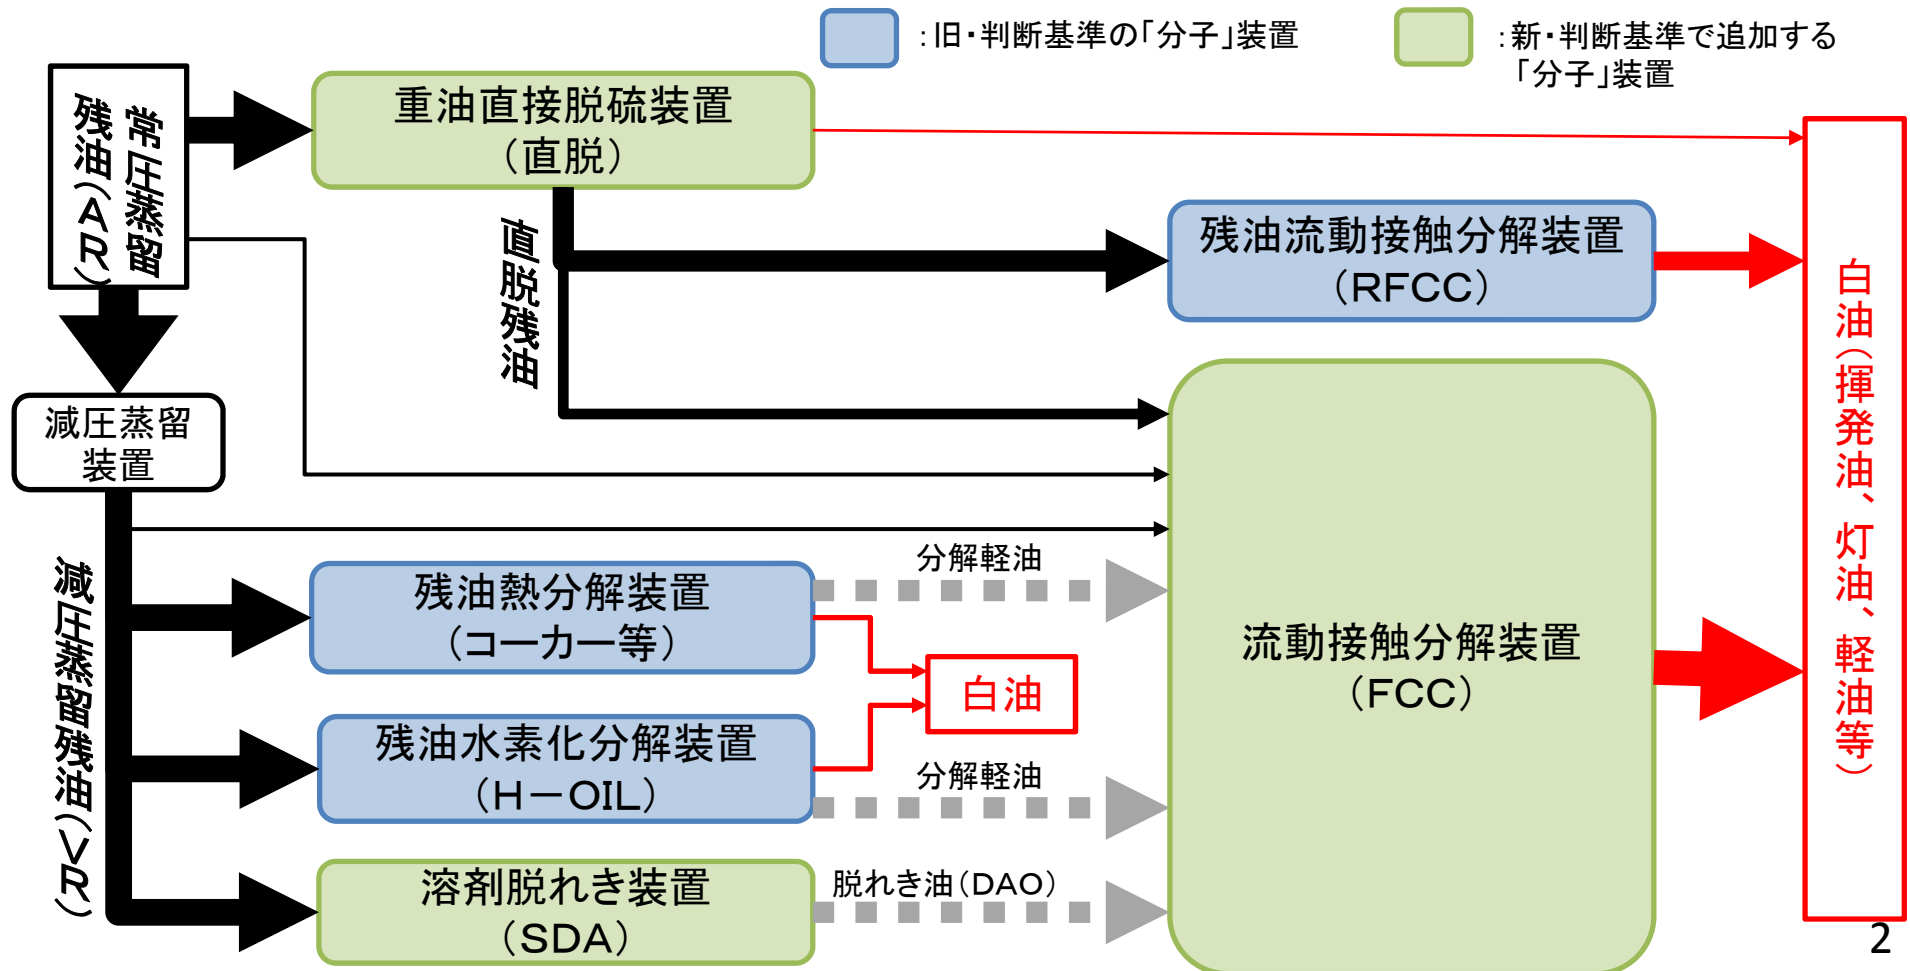 ：旧・判断基準の「分子」装置
：新・判断基準で追加する
「分子」装置
常圧蒸留
残油（ＡＲ）
重油直接脱硫装置
（直脱）
直脱残油
残油流動接触分解装置
（RFCC）
減圧蒸留
装置
減圧蒸留残油（ＶＲ）
残油熱分解装置
（コーカー等）
分解軽油
白油
残油水素化分解装置
（Ｈ－ＯＩＬ）
分解軽油
溶剤脱れき装置
（SDA）
脱れき油（DAO）
流動接触分解装置
（FCC）
白油（揮発油、灯油、軽油等）
2